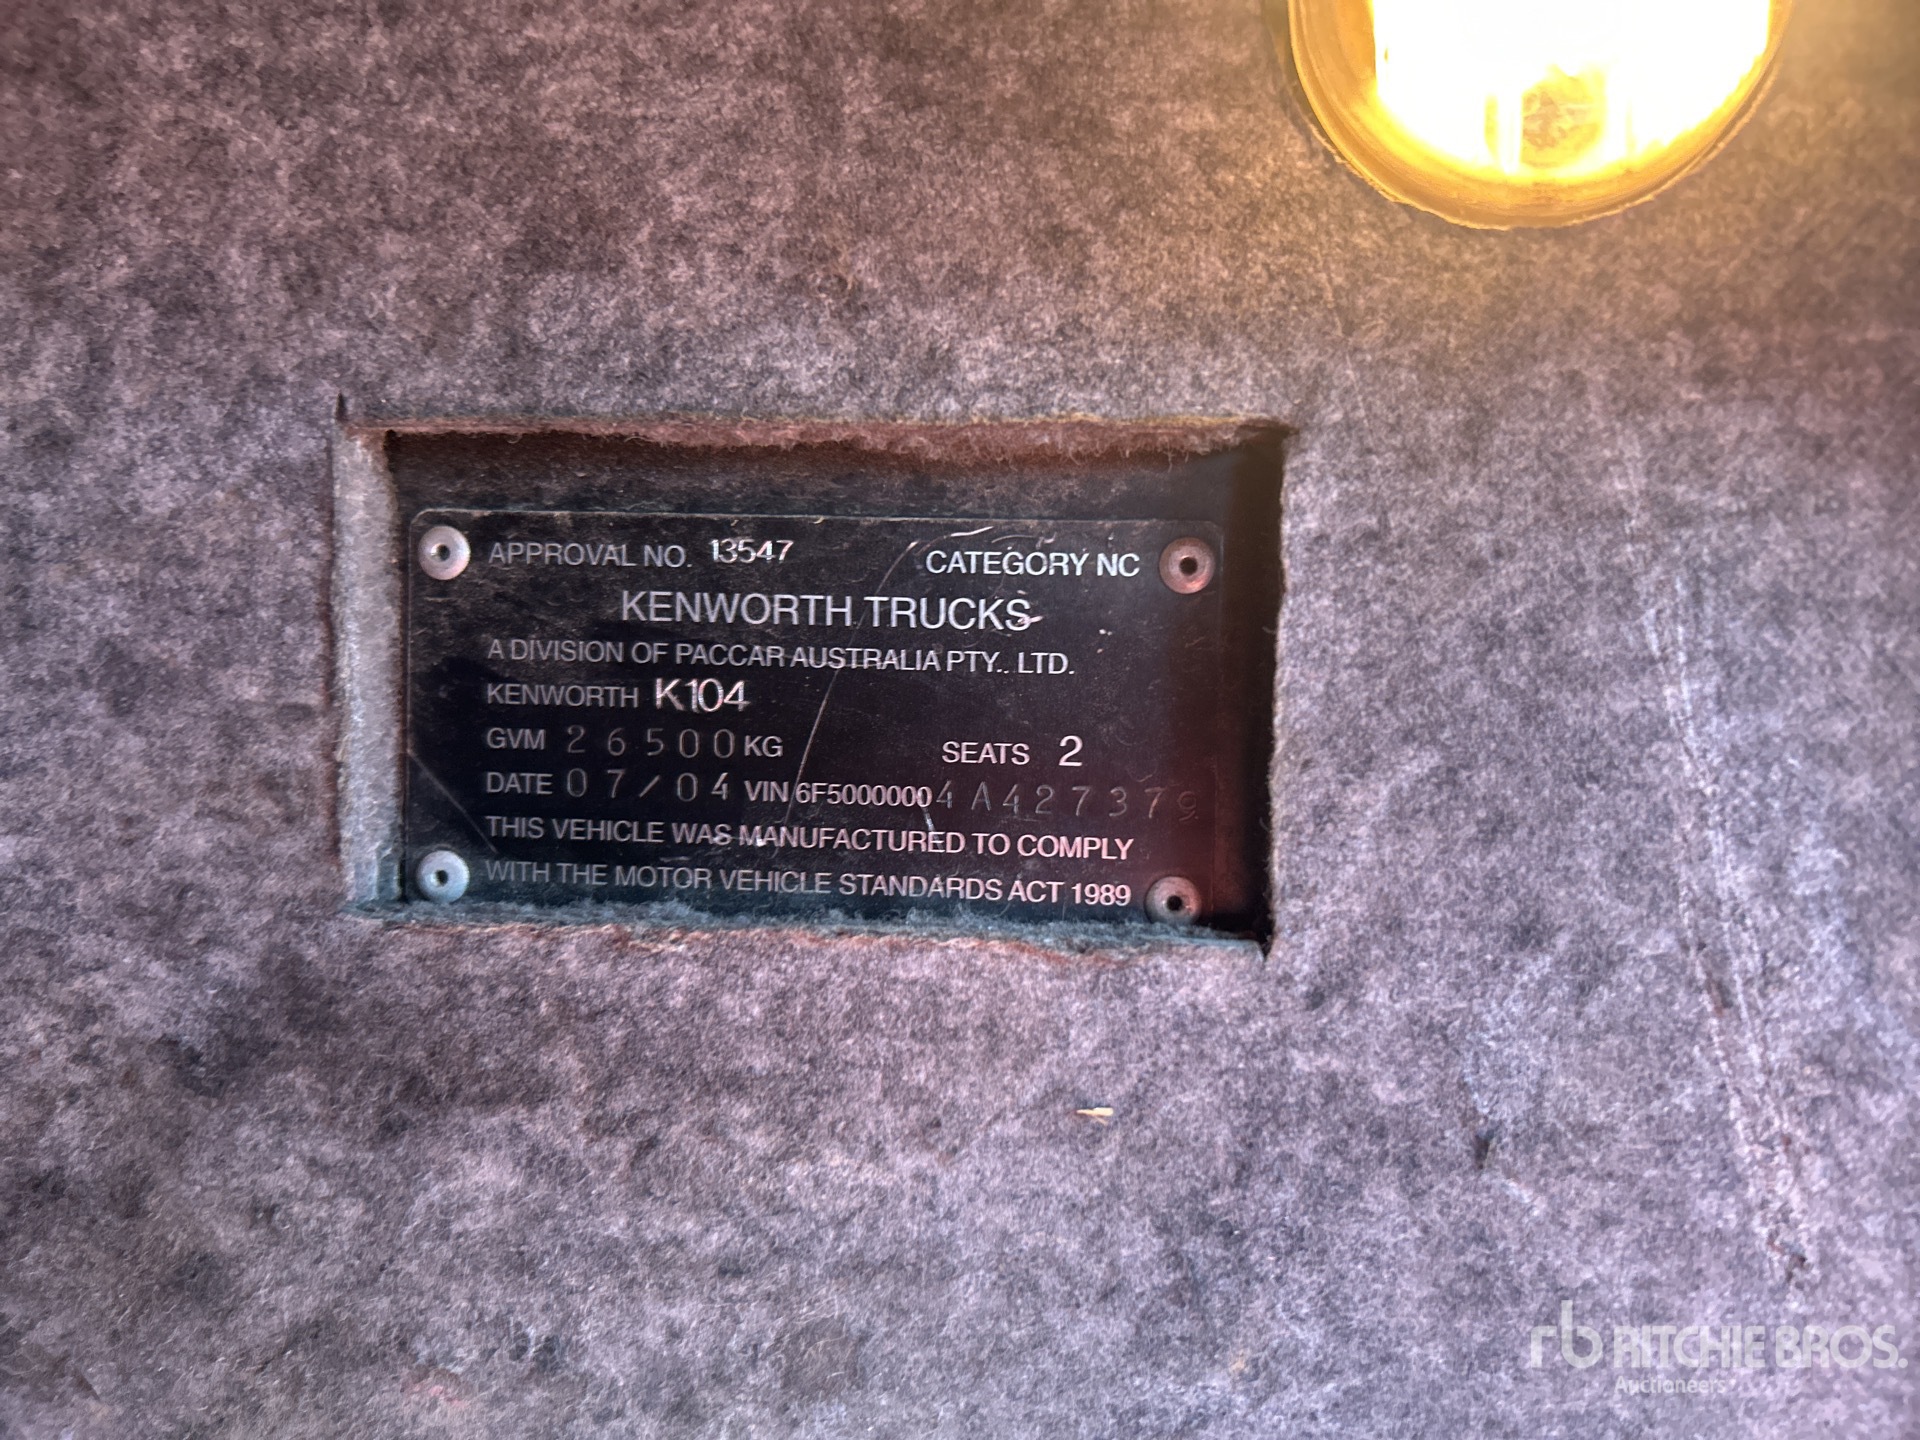 APPROVAL NO. 13547 CATEGORY NC
KENWORTH TRUCKS
A DIVISION OF PACCAR AUSTRALIA PTY., LTD.
KENWORTH K104
GVM 26500 KG SEATS 2
DATE 07/04 VIN 6F50000004A427379
THIS VEHICLE WAS MANUFACTURED TO COMPLY
WITH THE MOTOR VEHICLE STANDARDS ACT 1989
rb RITCHIE BROS.
Auctioneers